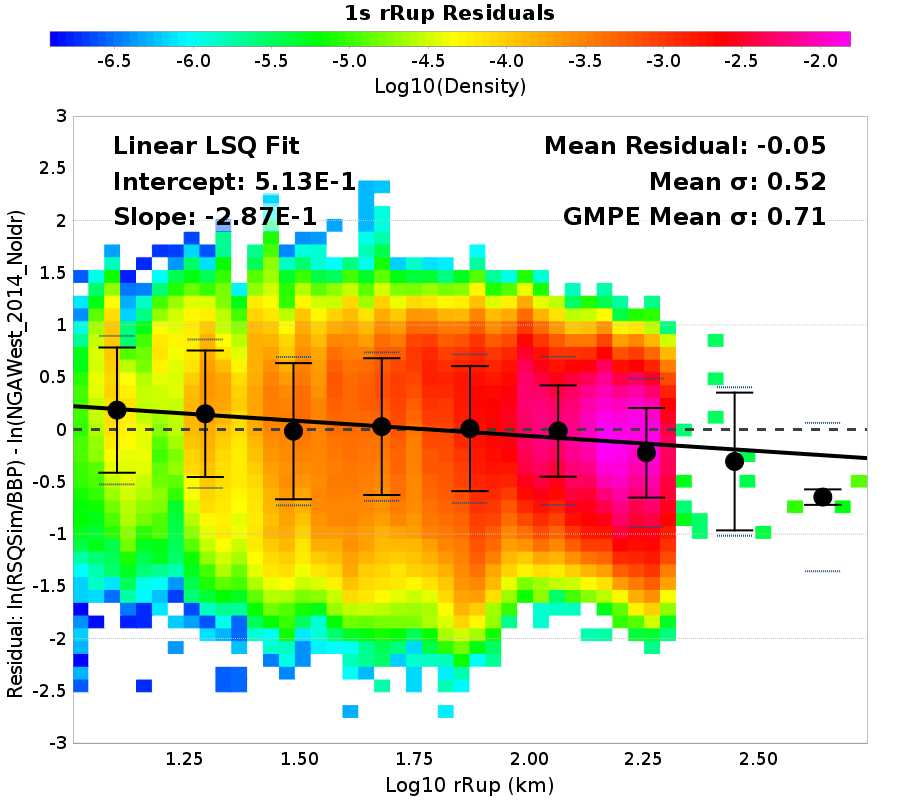 1s rRup Residuals
-6.5 -6.0 -5.5 -5.0 -4.5 -4.0 -3.5 -3.0 -2.5 -2.0
Log10(Density)
Linear LSQ Fit
Intercept: 5.13E-1
Slope: -2.87E-1
Mean Residual: -0.05
Mean σ: 0.52
GMPE Mean σ: 0.71
Residual: ln(RSQSim/BBP) - ln(NGAWest_2014_NoIdr)
3
2.5
2
1.5
1
0.5
0
-0.5
-1
-1.5
-2
-2.5
-3
1.25 1.50 1.75 2.00 2.25 2.50
Log10 rRup (km)